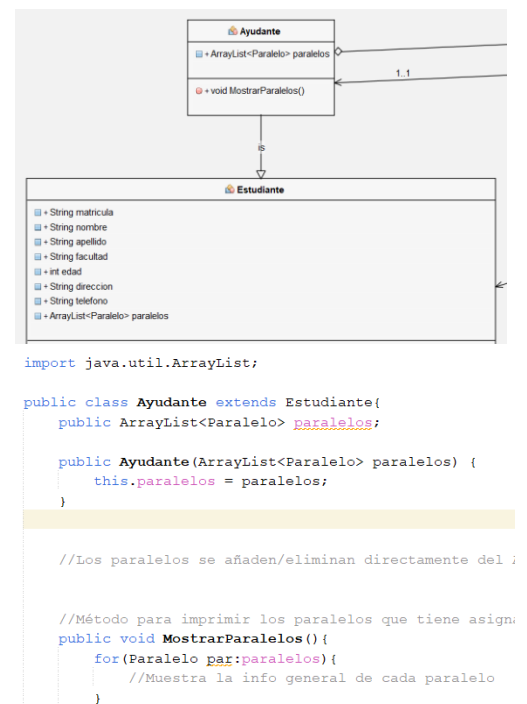 Ayudante
+ ArrayList<Paralelo> paralelos
1..1
+ void MostrarParalelos()
is
Estudiante
+ String matricula
+ String nombre
+ String apellido
+ String facultad
+ int edad
+ String direccion
+ String telefono
+ ArrayList<Paralelo> paralelos
import java.util.ArrayList;
public class Ayudante extends Estudiante{
public ArrayList<Paralelo> paralelos;
public Ayudante(ArrayList<Paralelo> paralelos) {
this.paralelos = paralelos;
}
//Los paralelos se añaden/eliminan directamente del
//Método para imprimir los paralelos que tiene
public void MostrarParalelos(){
for(Paralelo par:paralelos){
//Muestra la info general de cada paralelo
}